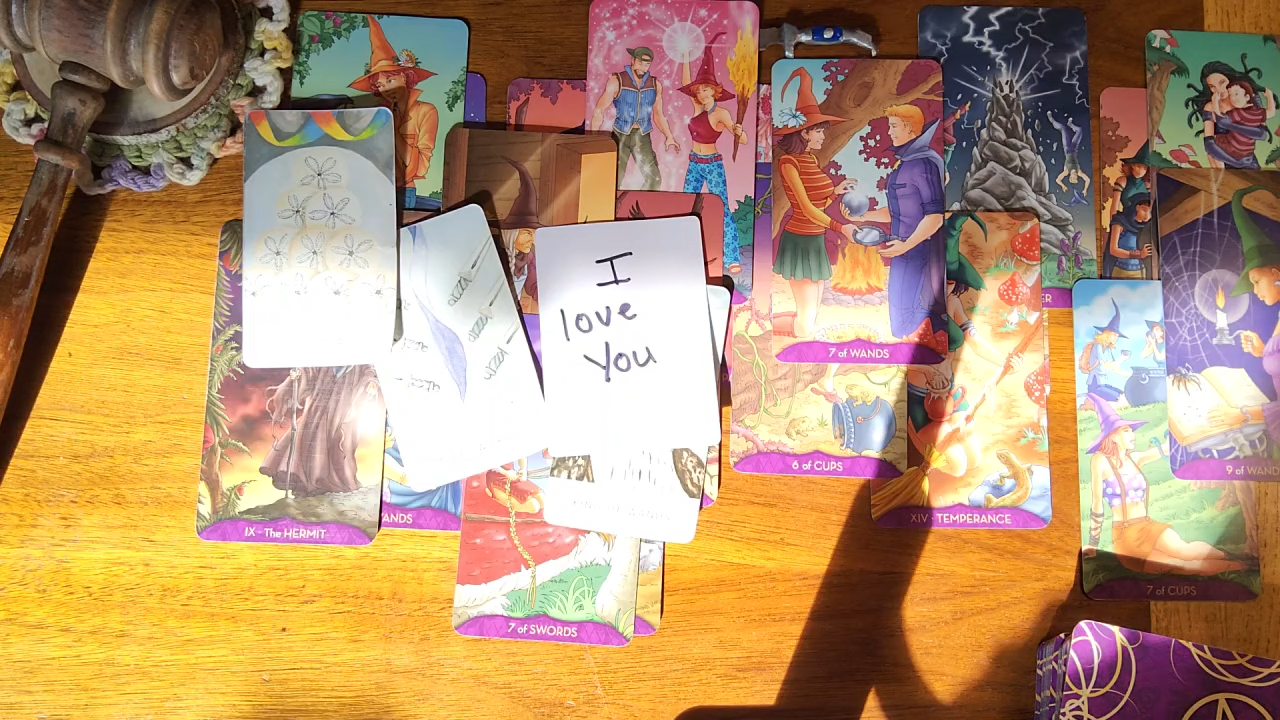 I
love
You
7 of WANDS
6 of CUPS
IX - The HERMIT
ANDS
XIV - TEMPERANCE
9 of WAND
7 of CUPS
7 of SWORDS